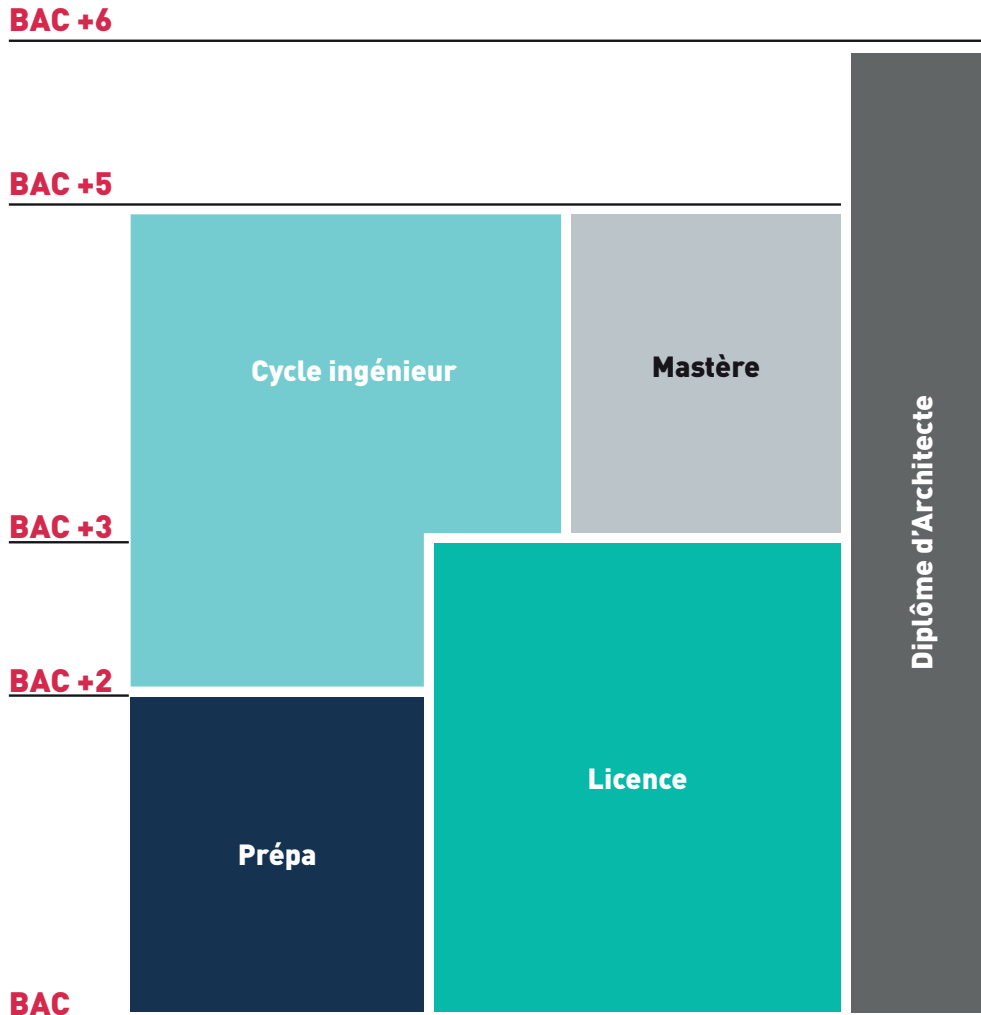 BAC +6
BAC +5
Cycle ingénieur
Mastère
Diplôme d'Architecte
BAC +3
BAC +2
Licence
Prépa
BAC